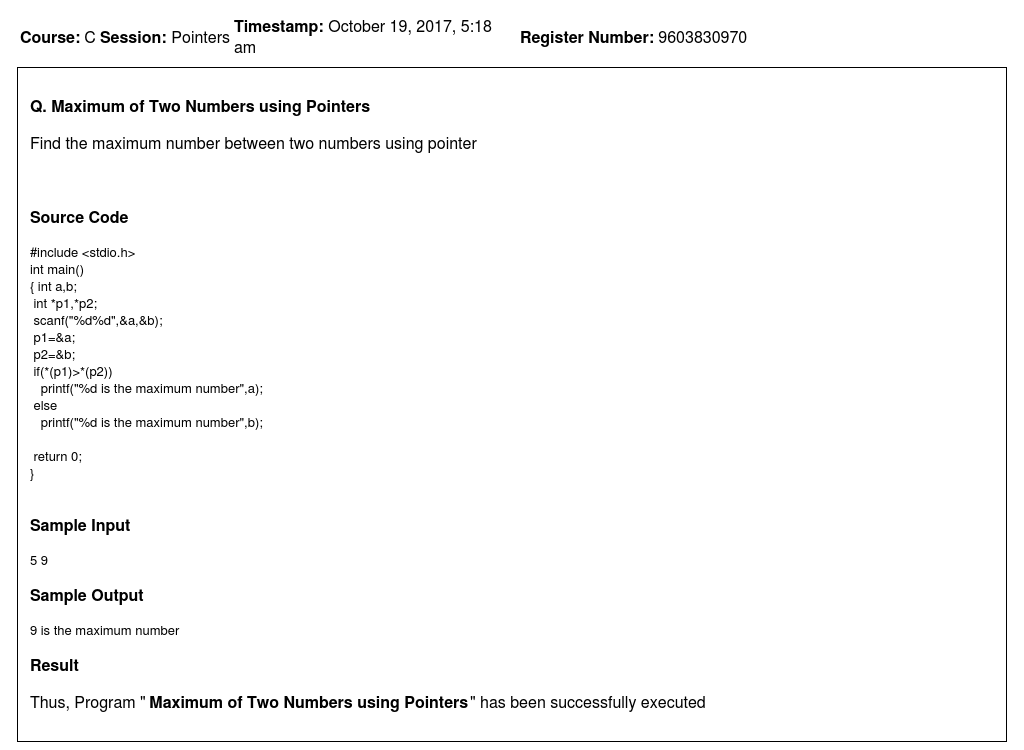 Course: C Session: Pointers Timestamp: October 19, 2017, 5:18 am Register Number: 9603830970
Q. Maximum of Two Numbers using Pointers
Find the maximum number between two numbers using pointer
Source Code
#include <stdio.h>
int main()
{ int a,b;
 int *p1,*p2;
 scanf("%d%d",&a,&b);
 p1=&a;
 p2=&b;
 if(*(p1)>*(p2))
   printf("%d is the maximum number",a);
 else
   printf("%d is the maximum number",b);
 return 0;
}
Sample Input
5 9
Sample Output
9 is the maximum number
Result
Thus, Program " Maximum of Two Numbers using Pointers" has been successfully executed